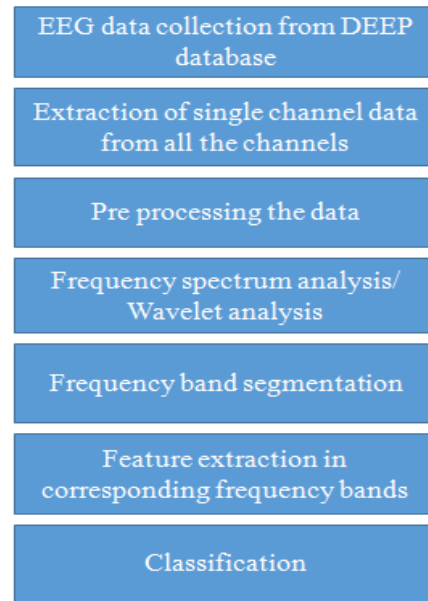 EEG data collection from DEEP
database
Extraction of single channel data
from all the channels
Pre processing the data
Frequency spectrum analysis/
Wavelet analysis
Frequency band segmentation
Feature extraction in
corresponding frequency bands
Classification